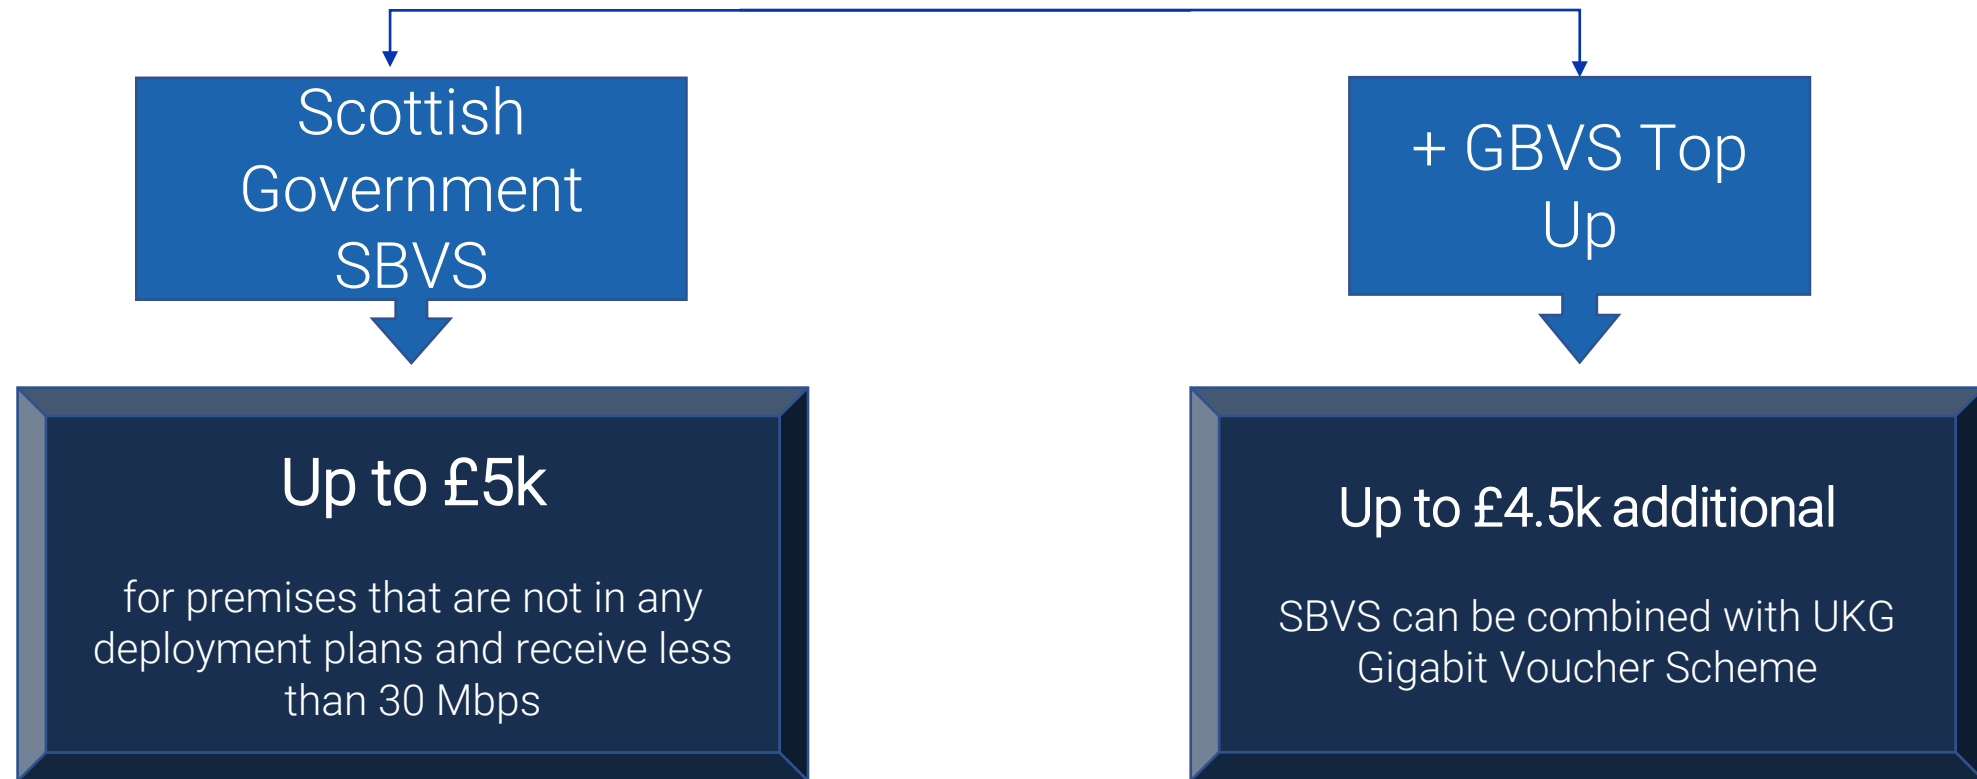 Scottish
Government
SBVS
+ GBVS Top
Up
Up to £5k
for premises that are not in any
deployment plans and receive less
than 30 Mbps
Up to £4.5k additional
SBVS can be combined with UKG
Gigabit Voucher Scheme